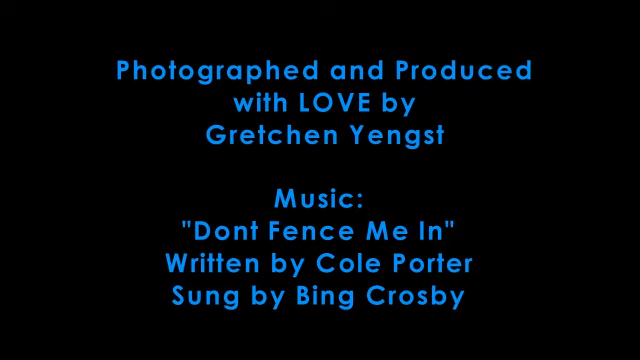 Photographed and Produced
with LOVE by
Gretchen Yengst
Music:
"Dont Fence Me In"
Written by Cole Porter
Sung by Bing Crosby